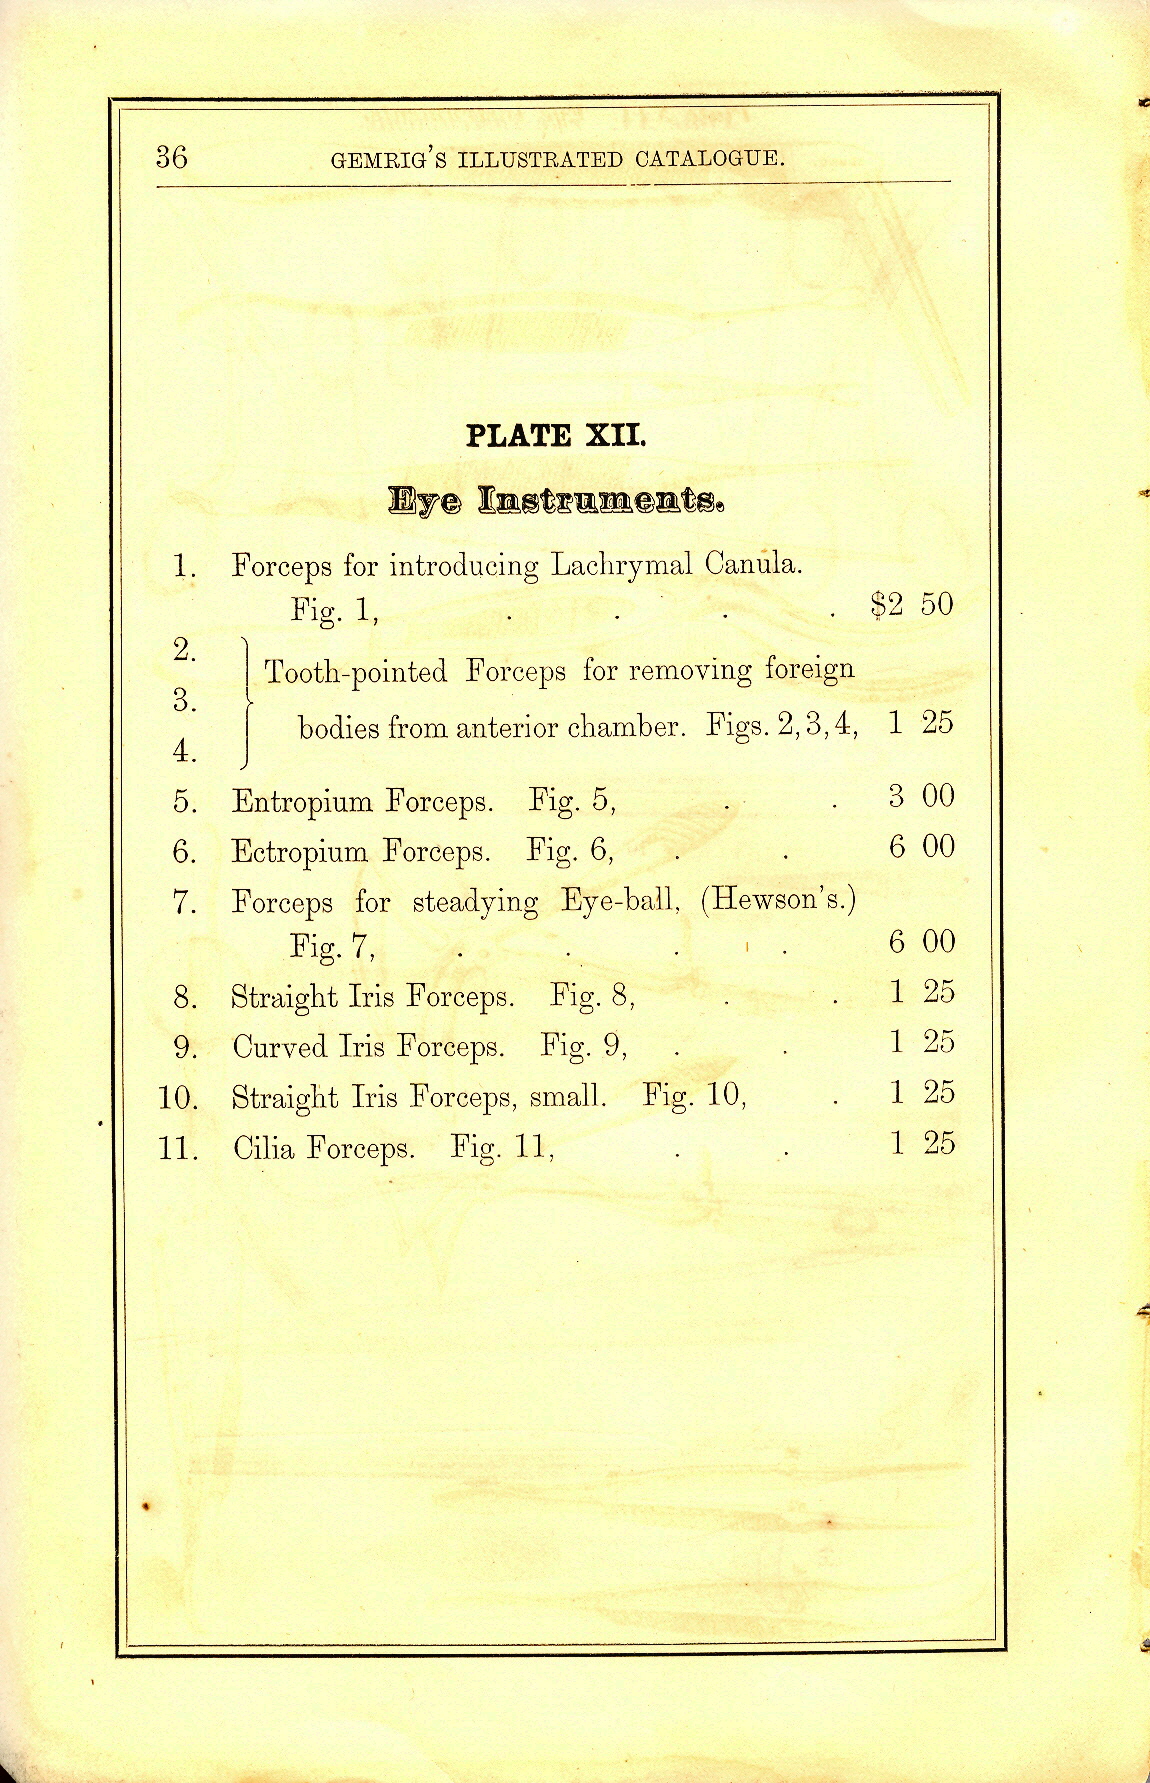 36 GEMRIG'S ILLUSTRATED CATALOGUE.
PLATE XII.
Eye Instruments.
1. Forceps for introducing Lachrymal Canula.
Fig. 1, . . . . $2 50
2.
3.
4.
Tooth-pointed Forceps for removing foreign
bodies from anterior chamber. Figs. 2, 3, 4, 1 25
5. Entropium Forceps. Fig. 5, . . 3 00
6. Ectropium Forceps. Fig. 6, . . 6 00
7. Forceps for steadying Eye-ball, (Hewson's.)
Fig. 7, . . . . 6 00
8. Straight Iris Forceps. Fig. 8, . . 1 25
9. Curved Iris Forceps. Fig. 9, . . 1 25
10. Straight Iris Forceps, small. Fig. 10, . 1 25
11. Cilia Forceps. Fig. 11, . . 1 25